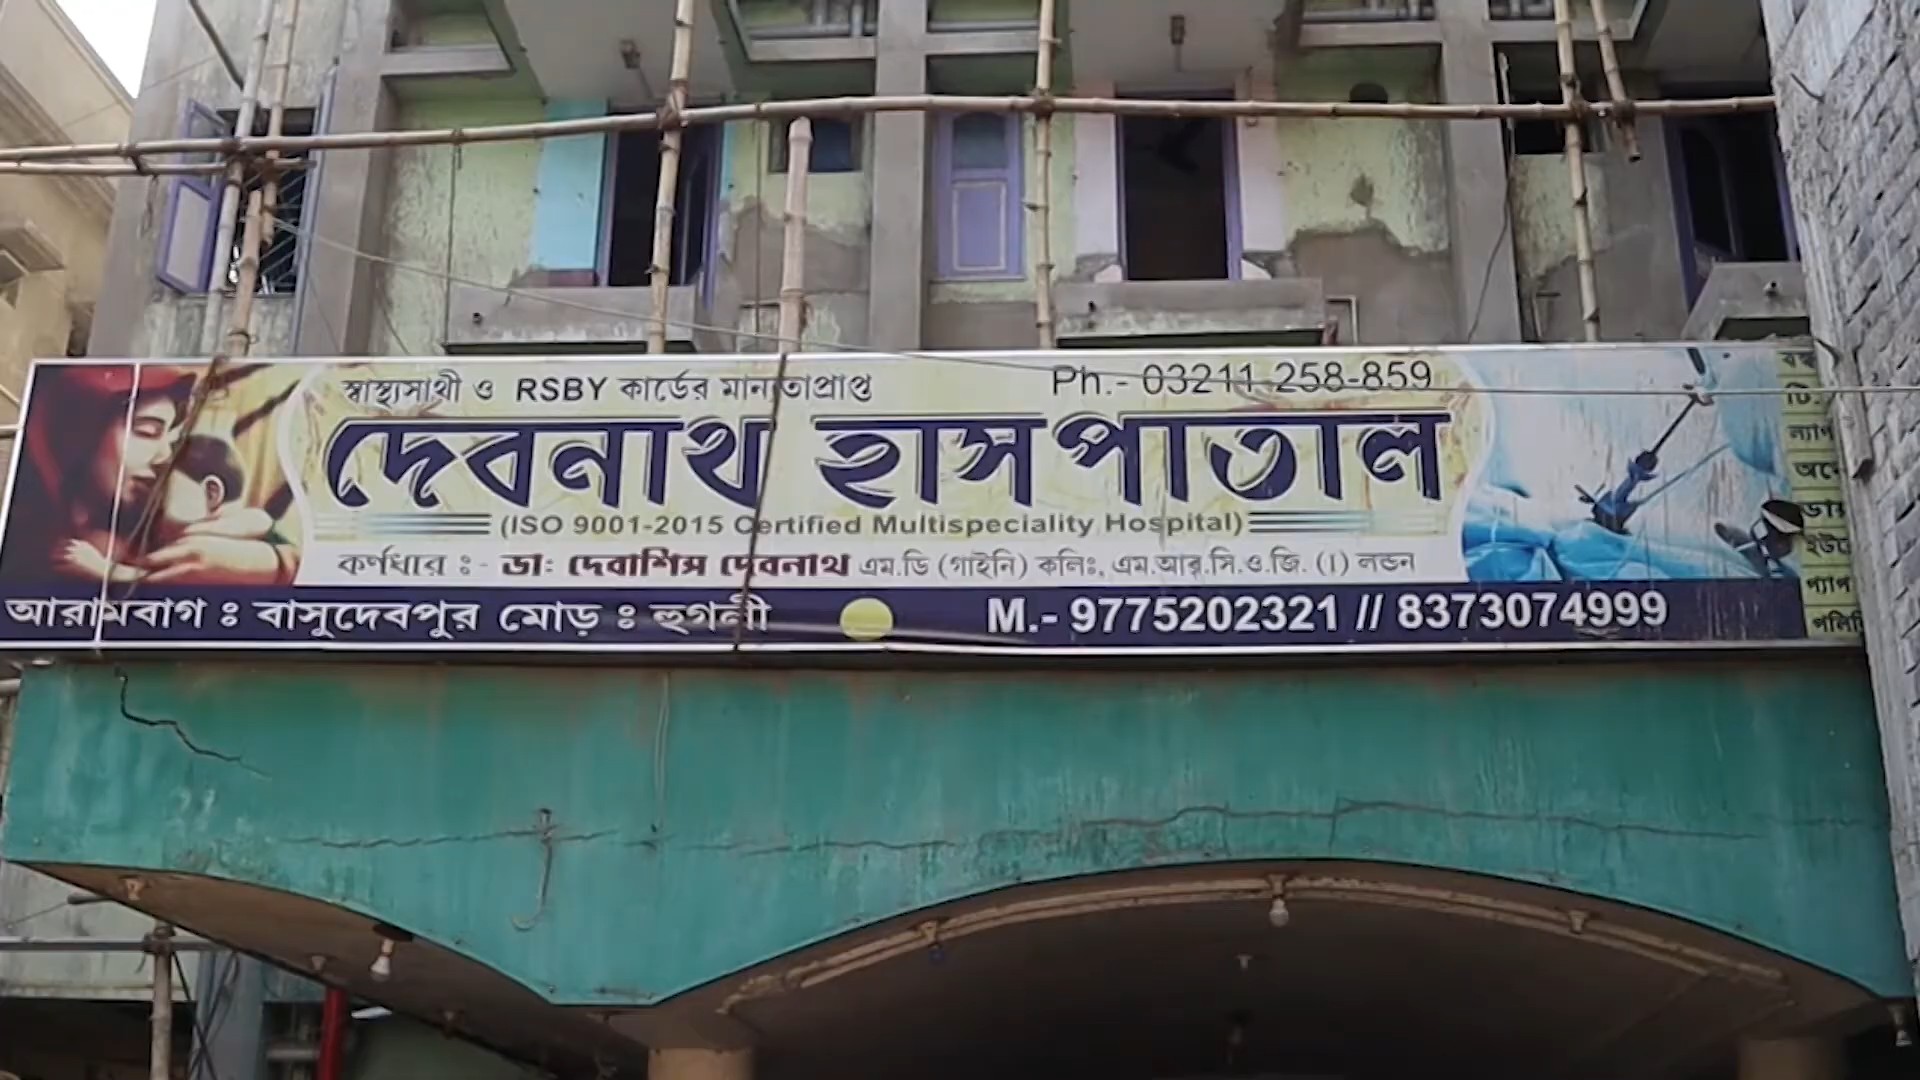 স্বাস্থ্যসাথী ও RSBY কার্ডের মান্যতাপ্রাপ্ত
Ph.- 03211-258-859
দেবনাথ হাসপাতাল
(ISO 9001-2015 Certified Multispeciality Hospital)
কর্ণধার ঃ- ডাঃ দেবাশিস দেবনাথ এম.ডি (গাইনি) কলিঃ, এম.আর.সি.ও.জি. (I) লন্ডন
আরামবাগ ঃ বাসুদেবপুর মোড় ঃ হুগলী
M.- 9775202321 // 8373074999